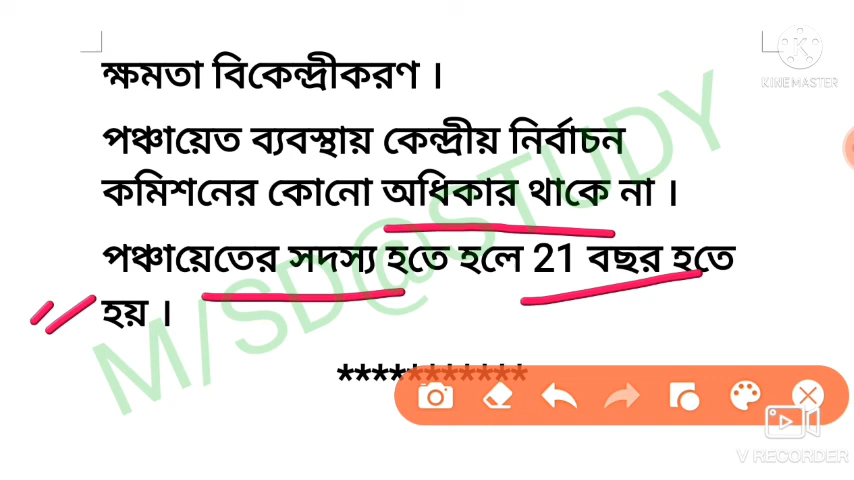 ক্ষমতা বিকেন্দ্রীকরণ ।
পঞ্চায়েত ব্যবস্থায় কেন্দ্রীয় নির্বাচন
কমিশনের কোনো অধিকার থাকে না ।
পঞ্চায়েতের সদস্য হতে হলে 21 বছর হতে
হয় ।
***********
M/SD@STUDY
KINEMASTER
V RECORDER